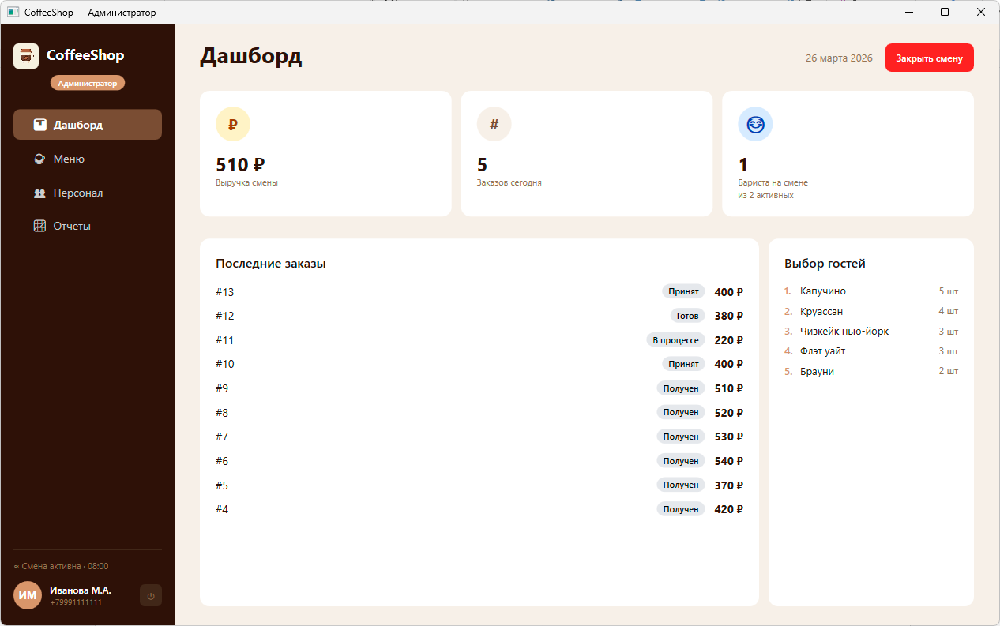 CoffeeShop — Администратор
CoffeeShop
Администратор
Дашборд
Меню
Персонал
Отчёты
≈ Смена активна · 08:00
ИМ
Иванова М.А.
+79991111111
Дашборд
26 марта 2026
Закрыть смену
₽
510 ₽
Выручка смены
#
5
Заказов сегодня
1
Бариста на смене
из 2 активных
Последние заказы
#13 Принят 400 ₽
#12 Готов 380 ₽
#11 В процессе 220 ₽
#10 Принят 400 ₽
#9 Получен 510 ₽
#8 Получен 520 ₽
#7 Получен 530 ₽
#6 Получен 540 ₽
#5 Получен 370 ₽
#4 Получен 420 ₽
Выбор гостей
1. Капучино 5 шт
2. Круассан 4 шт
3. Чизкейк нью-йорк 3 шт
4. Флэт уайт 3 шт
5. Брауни 2 шт